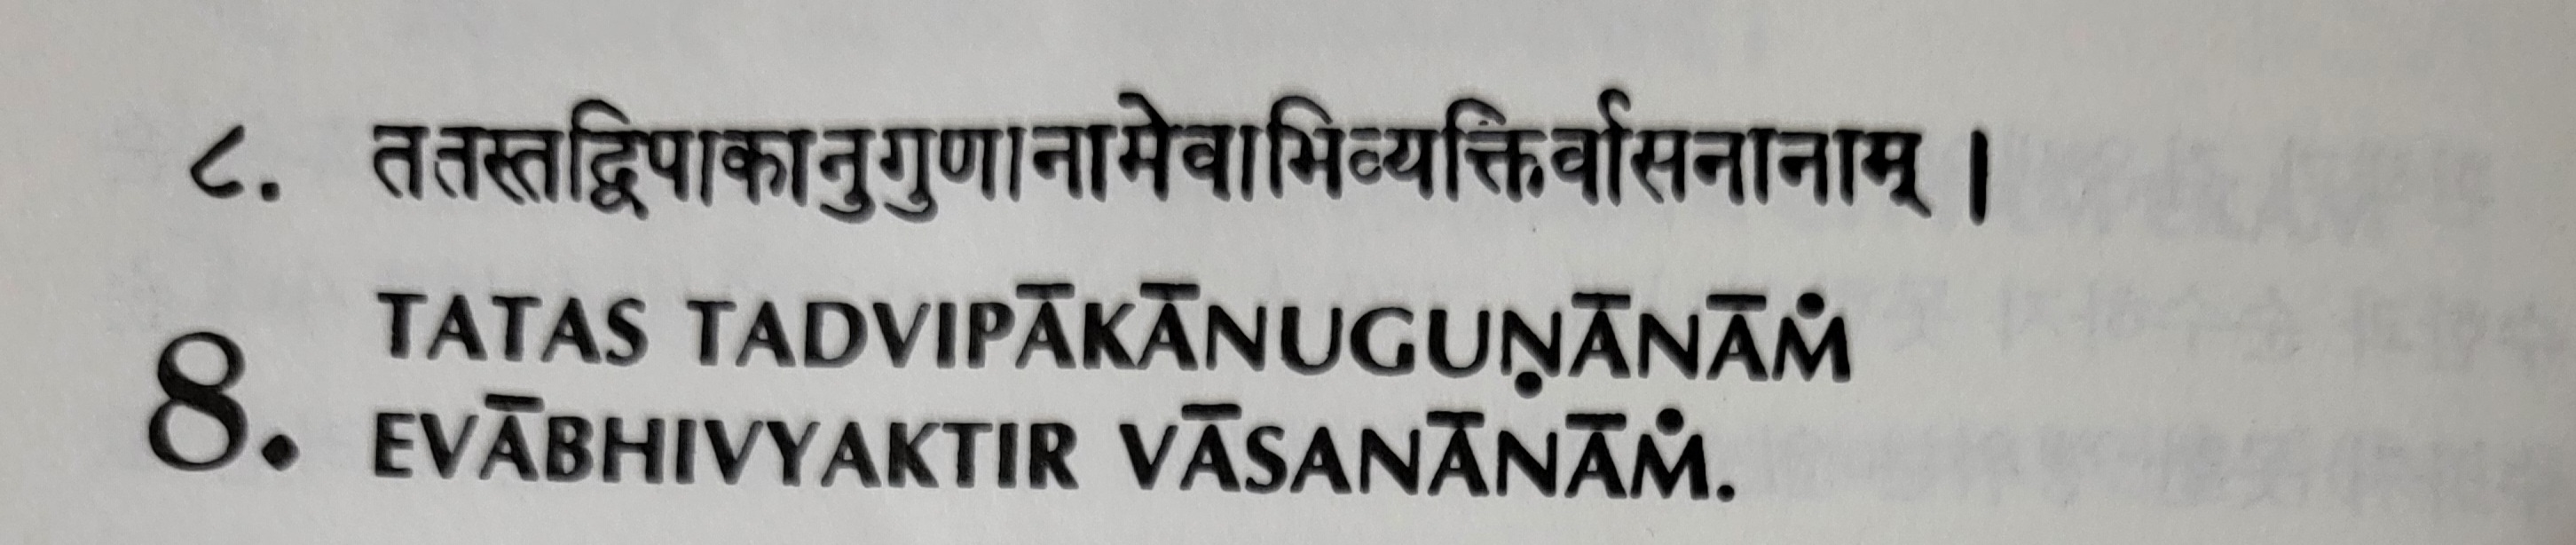 ८. ततस्तद्विपाकानुगुणानामेवाभिव्यक्तिर्वासनानाम् ।
8. TATAS TADVIPĀKĀNUGUṆĀNĀṀ
EVĀBHIVYAKTIR VĀSANĀNĀṀ.